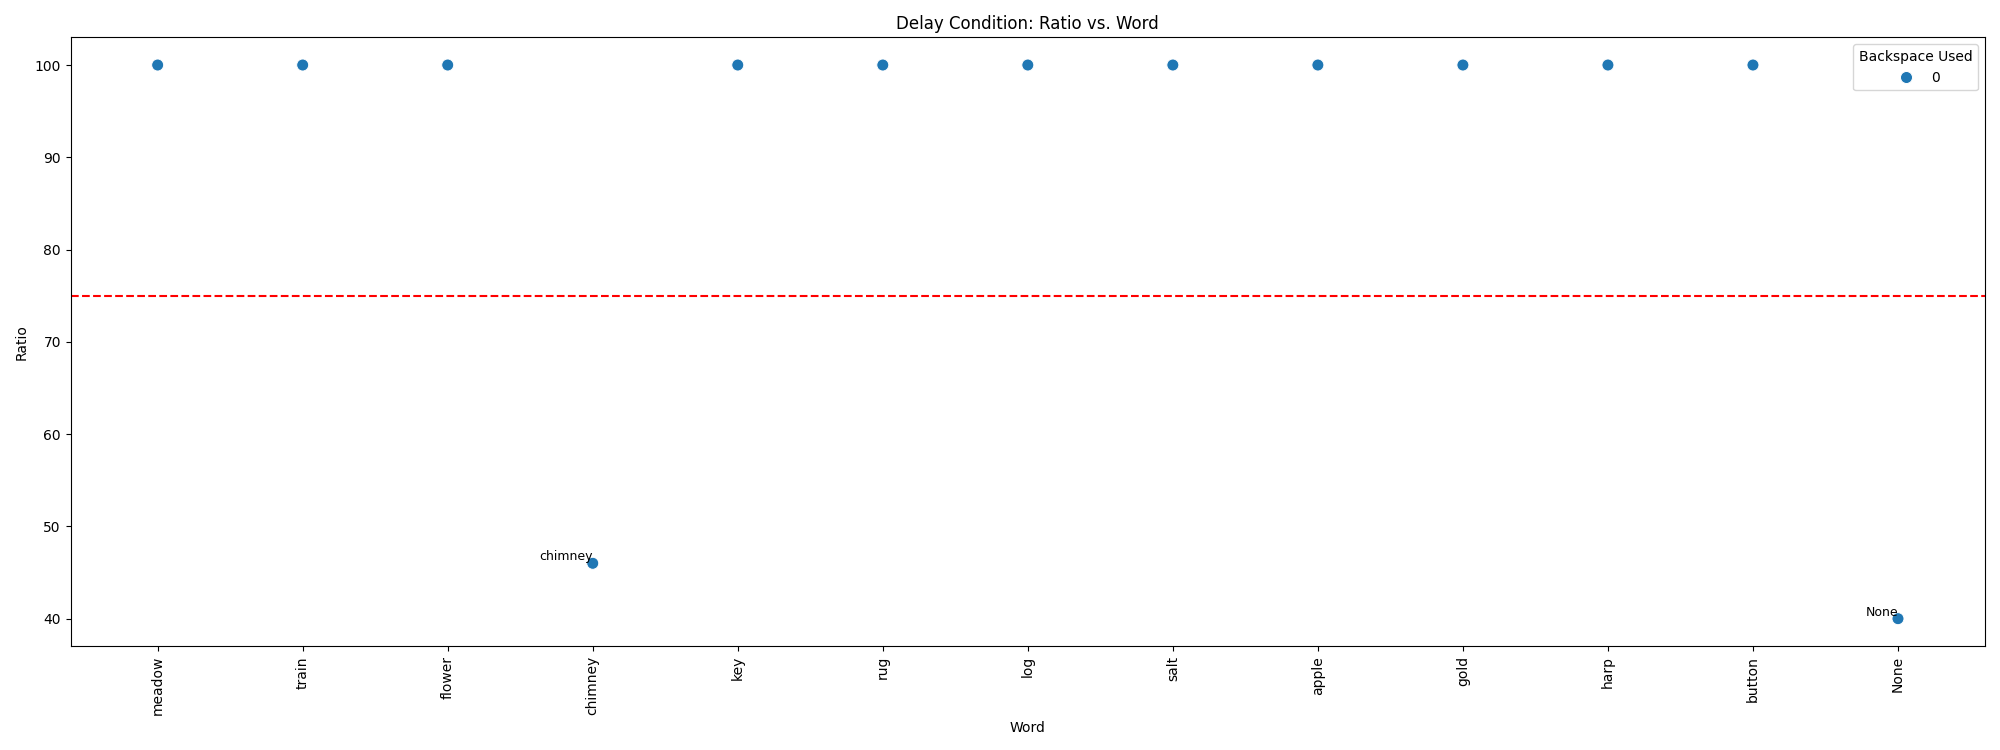 Delay Condition: Ratio vs. Word
Backspace Used
0
100
90
80
70
60
50
40
Ratio
chimney
None
meadow
train
flower
chimney
key
rug
log
salt
apple
gold
harp
button
None
Word